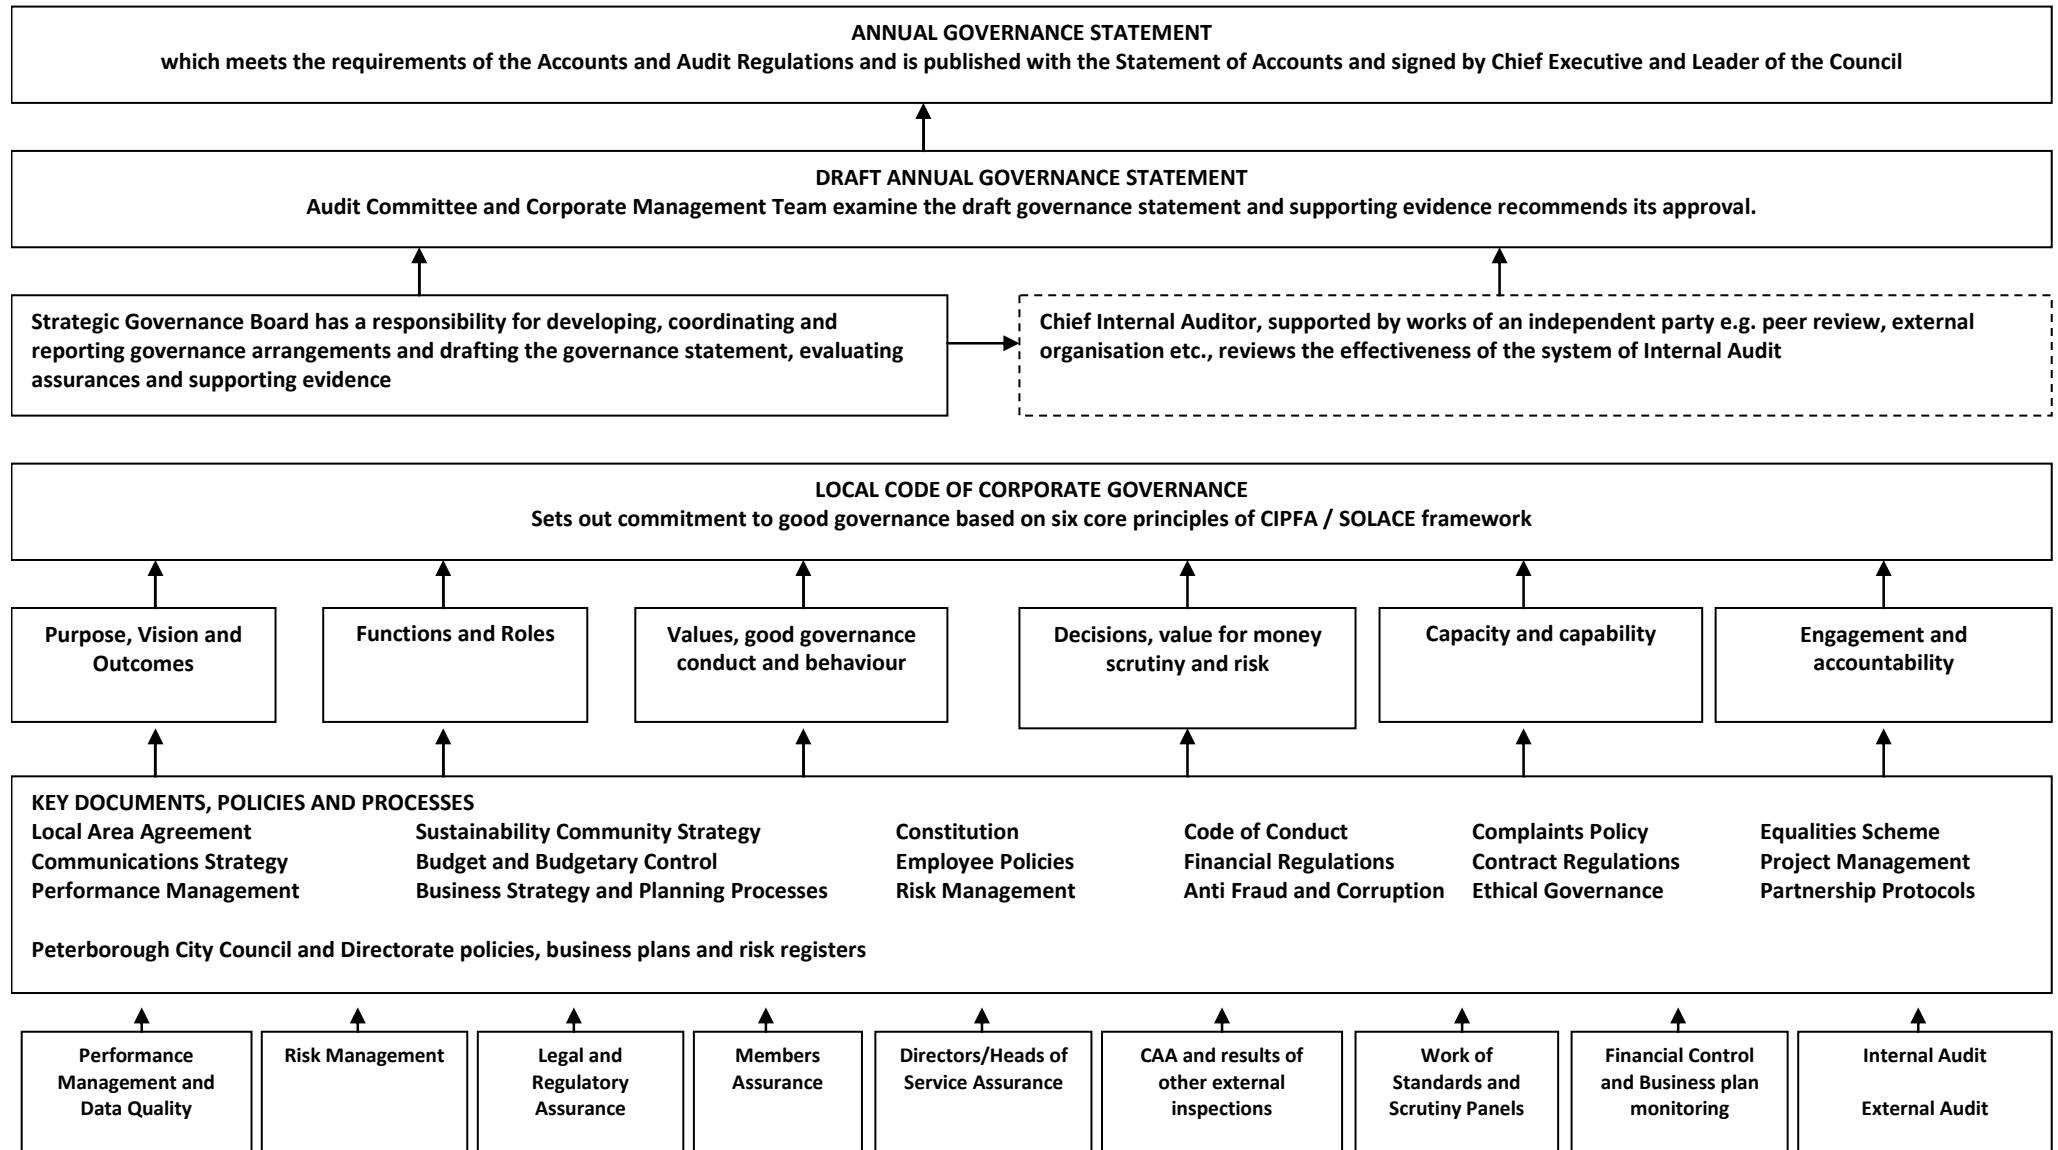 ANNUAL GOVERNANCE STATEMENT
which meets the requirements of the Accounts and Audit Regulations and is published with the Statement of Accounts and signed by Chief Executive and Leader of the Council
DRAFT ANNUAL GOVERNANCE STATEMENT
Audit Committee and Corporate Management Team examine the draft governance statement and supporting evidence recommends its approval.
Strategic Governance Board has a responsibility for developing, coordinating and
reporting governance arrangements and drafting the governance statement, evaluating
assurances and supporting evidence
Chief Internal Auditor, supported by works of an independent party e.g. peer review, external
organisation etc., reviews the effectiveness of the system of Internal Audit
LOCAL CODE OF CORPORATE GOVERNANCE
Sets out commitment to good governance based on six core principles of CIPFA / SOLACE framework
Purpose, Vision and
Outcomes
Functions and Roles
Values, good governance
conduct and behaviour
Decisions, value for money
scrutiny and risk
Capacity and capability
Engagement and
accountability
KEY DOCUMENTS, POLICIES AND PROCESSES
Local Area Agreement Sustainability Community Strategy Constitution Code of Conduct Complaints Policy Equalities Scheme
Communications Strategy Budget and Budgetary Control Employee Policies Financial Regulations Contract Regulations Project Management
Performance Management Business Strategy and Planning Processes Risk Management Anti Fraud and Corruption Ethical Governance Partnership Protocols
Peterborough City Council and Directorate policies, business plans and risk registers
Performance
Management and
Data Quality
Risk Management
Legal and
Regulatory
Assurance
Members
Assurance
Directors/Heads of
Service Assurance
CAA and results of
other external
inspections
Work of
Standards and
Scrutiny Panels
Financial Control
and Business plan
monitoring
Internal Audit
External Audit